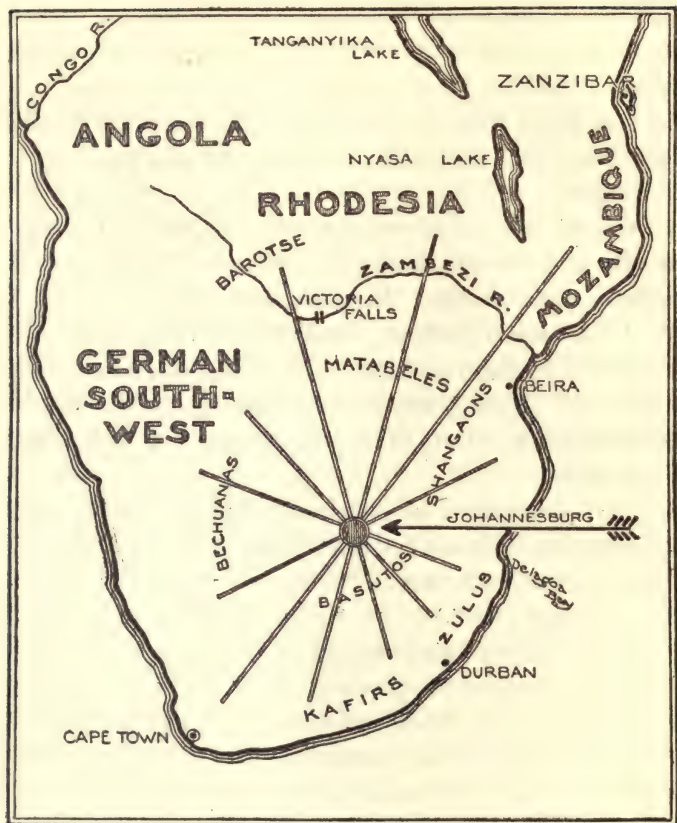 CONGO R.
TANGANYIKA
LAKE
ZANZIBAR
ANGOLA
NYASA LAKE
MOZAMBIQUE
RHODESIA
BAROTSE
ZAMBEZI R.
VICTORIA
FALLS
GERMAN
SOUTH-
WEST
MATABELES
BEIRA
SHANGAONS
BECHUANAS
JOHANNESBURG
BASUTOS
Delagoa
Bay
ZULUS
DURBAN
KAFIRS
CAPE TOWN